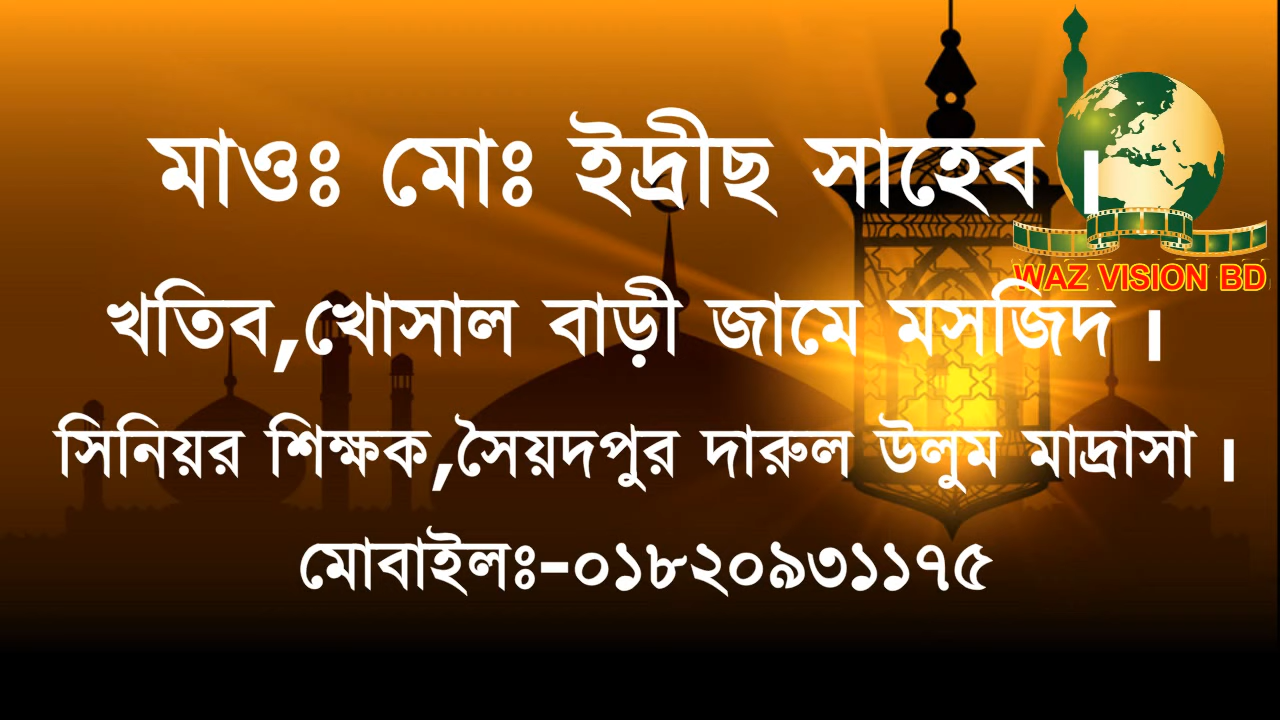 মাওঃ মোঃ ইদ্রীছ সাহেব ।
WAZ VISION BD
খতিব,খোসাল বাড়ী জামে মসজিদ ।
সিনিয়র শিক্ষক,সৈয়দপুর দারুল উলুম মাদ্রাসা ।
মোবাইলঃ-০১৮২০৯৩১১৭৫